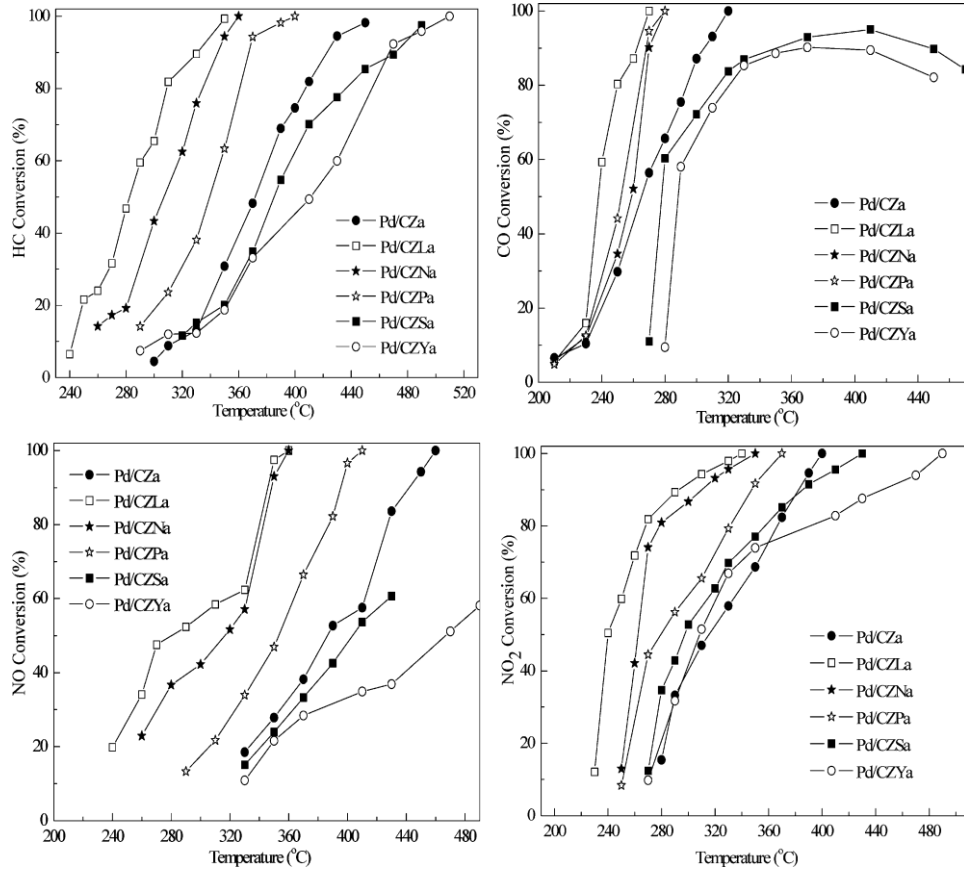 HC Conversion (%)
100
80
60
40
20
0
Pd/CZa
Pd/CZLa
Pd/CZNa
Pd/CZPa
Pd/CZSa
Pd/CZYa
240 280 320 360 400 440 480 520
Temperature (°C)
CO Conversion (%)
100
80
60
40
20
0
Pd/CZa
Pd/CZLa
Pd/CZNa
Pd/CZPa
Pd/CZSa
Pd/CZYa
200 240 280 320 360 400 440
Temperature (°C)
NO Conversion (%)
100
80
60
40
20
0
Pd/CZa
Pd/CZLa
Pd/CZNa
Pd/CZPa
Pd/CZSa
Pd/CZYa
200 240 280 320 360 400 440 480
Temperature (°C)
NO2 Conversion (%)
100
80
60
40
20
0
Pd/CZa
Pd/CZLa
Pd/CZNa
Pd/CZPa
Pd/CZSa
Pd/CZYa
200 240 280 320 4860 400 440 480
Temperature (°C)